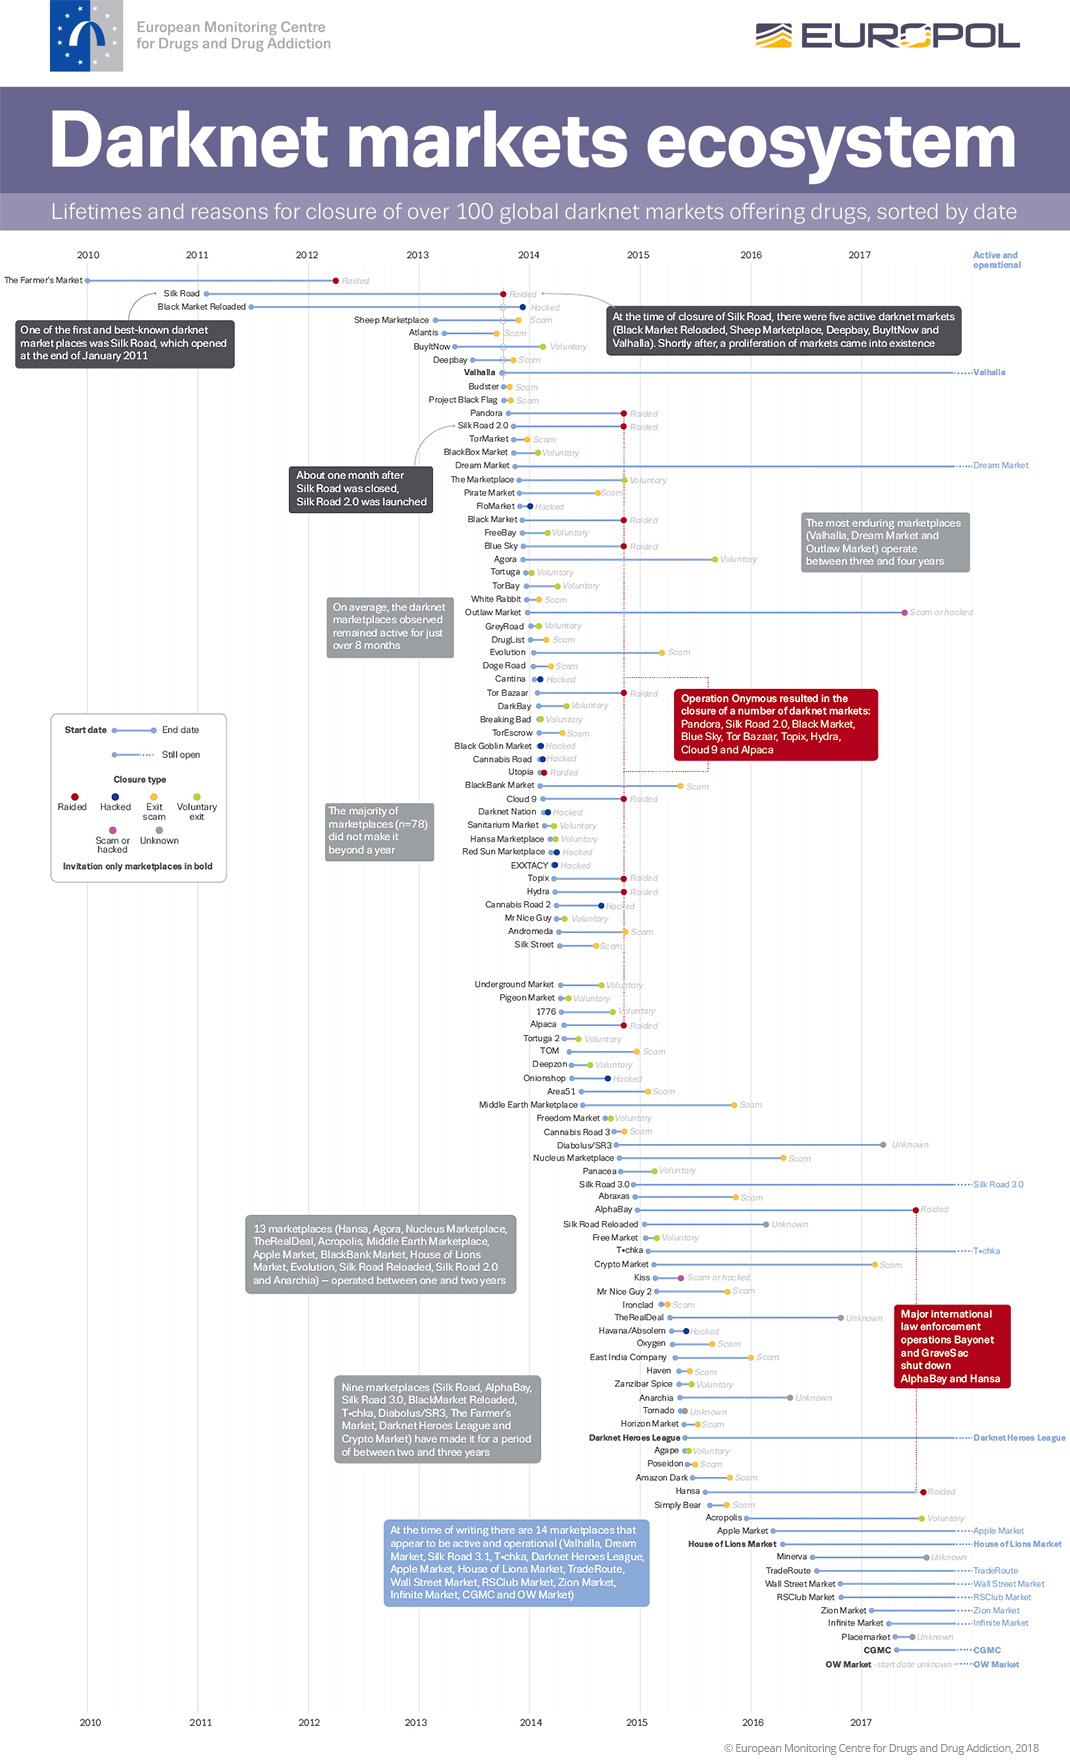 European Monitoring Centre
for Drugs and Drug Addiction
EUROPOL
Darknet markets ecosystem
Lifetimes and reasons for closure of over 100 global darknet markets offering drugs, sorted by date
2010 2011 2012 2013 2014 2015 2016 2017 Active and
operational
The Farmer's Market Raided
Silk Road Raided
Black Market Reloaded Hacked
Sheep Marketplace Scam
Atlantis Scam
BuyItNow Voluntary
Deepbay Scam
Valhalla Valhalla
Budster Scam
Project Black Flag Scam
Pandora Raided
Silk Road 2.0 Raided
TorMarket Scam
BlackBox Market Voluntary
Dream Market Dream Market
The Marketplace Voluntary
Pirate Market Scam
FloMarket Hacked
Black Market Raided
FreeBay Voluntary
Blue Sky Raided
Agora Voluntary
Tortuga Voluntary
TorBay Voluntary
White Rabbit Scam
Outlaw Market Scam or hacked
GreyRoad Voluntary
DrugList Scam
Evolution Scam
Doge Road Scam
Cantina Hacked
Tor Bazaar Raided
DarkBay Voluntary
Breaking Bad Voluntary
TorEscrow Scam
Black Goblin Market Hacked
Cannabis Road Hacked
Utopia Raided
BlackBank Market Scam
Cloud 9 Raided
Darknet Nation Hacked
Sanitarium Market Voluntary
Hansa Marketplace Voluntary
Red Sun Marketplace Hacked
EXXTACY Hacked
Topix Raided
Hydra Raided
Cannabis Road 2 Hacked
Mr Nice Guy Voluntary
Andromeda Scam
Silk Street Scam
Underground Market Voluntary
Pigeon Market Voluntary
1776 Voluntary
Alpaca Raided
Tortuga 2 Voluntary
TOM Scam
Deepzon Voluntary
Onionshop Hacked
Area51 Scam
Middle Earth Marketplace Scam
Freedom Market Voluntary
Cannabis Road 3 Scam
Diabolus/SR3 Unknown
Nucleus Marketplace Scam
Panacea Voluntary
Silk Road 3.0 Silk Road 3.0
Abraxas Scam
AlphaBay Raided
Silk Road Reloaded Unknown
Free Market Voluntary
T•chka T•chka
Crypto Market Scam
Kiss Scam or hacked
Mr Nice Guy 2 Scam
Ironclad Scam
TheRealDeal Unknown
Havana/Absolem Hacked
Oxygen Scam
East India Company Scam
Haven Scam
Zanzibar Spice Voluntary
Anarchia Unknown
Tornado Unknown
Horizon Market Scam
Darknet Heroes League Darknet Heroes League
Agape Voluntary
Poseidon Scam
Amazon Dark Scam
Hansa Raided
Simply Bear Scam
Acropolis Voluntary
Apple Market Apple Market
House of Lions Market House of Lions Market
Minerva Unknown
TradeRoute TradeRoute
Wall Street Market Wall Street Market
RSClub Market RSClub Market
Zion Market Zion Market
Infinite Market Infinite Market
Placemarket Unknown
CGMC CGMC
OW Market -start date unknown OW Market
One of the first and best-known darknet
market places was Silk Road, which opened
at the end of January 2011
At the time of closure of Silk Road, there were five active darknet markets
(Black Market Reloaded, Sheep Marketplace, Deepbay, BuyItNow and
Valhalla). Shortly after, a proliferation of markets came into existence
About one month after
Silk Road was closed,
Silk Road 2.0 was launched
The most enduring marketplaces
(Valhalla, Dream Market and
Outlaw Market) operate
between three and four years
On average, the darknet
marketplaces observed
remained active for just
over 8 months
Operation Onymous resulted in the
closure of a number of darknet markets:
Pandora, Silk Road 2.0, Black Market,
Blue Sky, Tor Bazaar, Topix, Hydra,
Cloud 9 and Alpaca
Start date End date
Still open
Closure type
Raided Hacked Exit
scam Voluntary
exit
Scam or
hacked Unknown
Invitation only marketplaces in bold
The majority of
marketplaces (n=78)
did not make it
beyond a year
13 marketplaces (Hansa, Agora, Nucleus Marketplace,
TheRealDeal, Acropolis, Middle Earth Marketplace,
Apple Market, BlackBank Market, House of Lions
Market, Evolution, Silk Road Reloaded, Silk Road 2.0
and Anarchia) – operated between one and two years
Major international
law enforcement
operations Bayonet
and GraveSac
shut down
AlphaBay and Hansa
Nine marketplaces (Silk Road, AlphaBay,
Silk Road 3.0, BlackMarket Reloaded,
T•chka, Diabolus/SR3, The Farmer's
Market, Darknet Heroes League and
Crypto Market) have made it for a period
of between two and three years
At the time of writing there are 14 marketplaces that
appear to be active and operational (Valhalla, Dream
Market, Silk Road 3.1, T•chka, Darknet Heroes League,
Apple Market, House of Lions Market, TradeRoute,
Wall Street Market, RSClub Market, Zion Market,
Infinite Market, CGMC and OW Market)
2010 2011 2012 2013 2014 2015 2016 2017
© European Monitoring Centre for Drugs and Drug Addiction, 2018